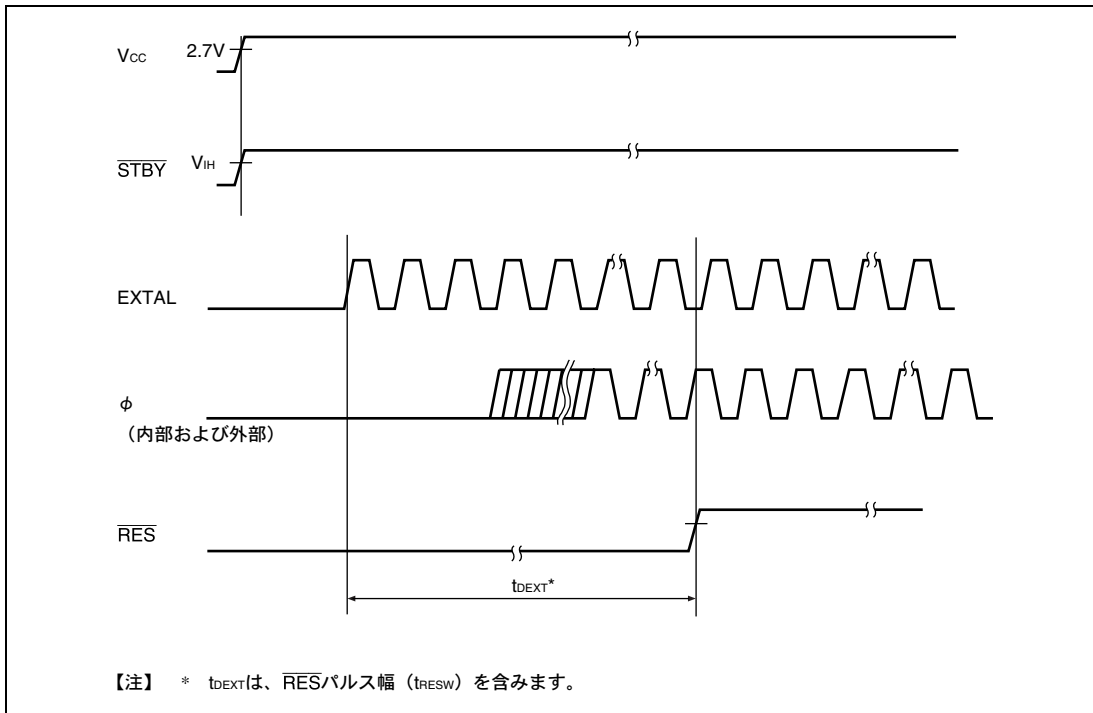 Vcc 2.7V
STBY VIH
EXTAL
φ
（内部および外部）
RES
tDEXT*
【注】 * tDEXTは、RESパルス幅（tRESW）を含みます。